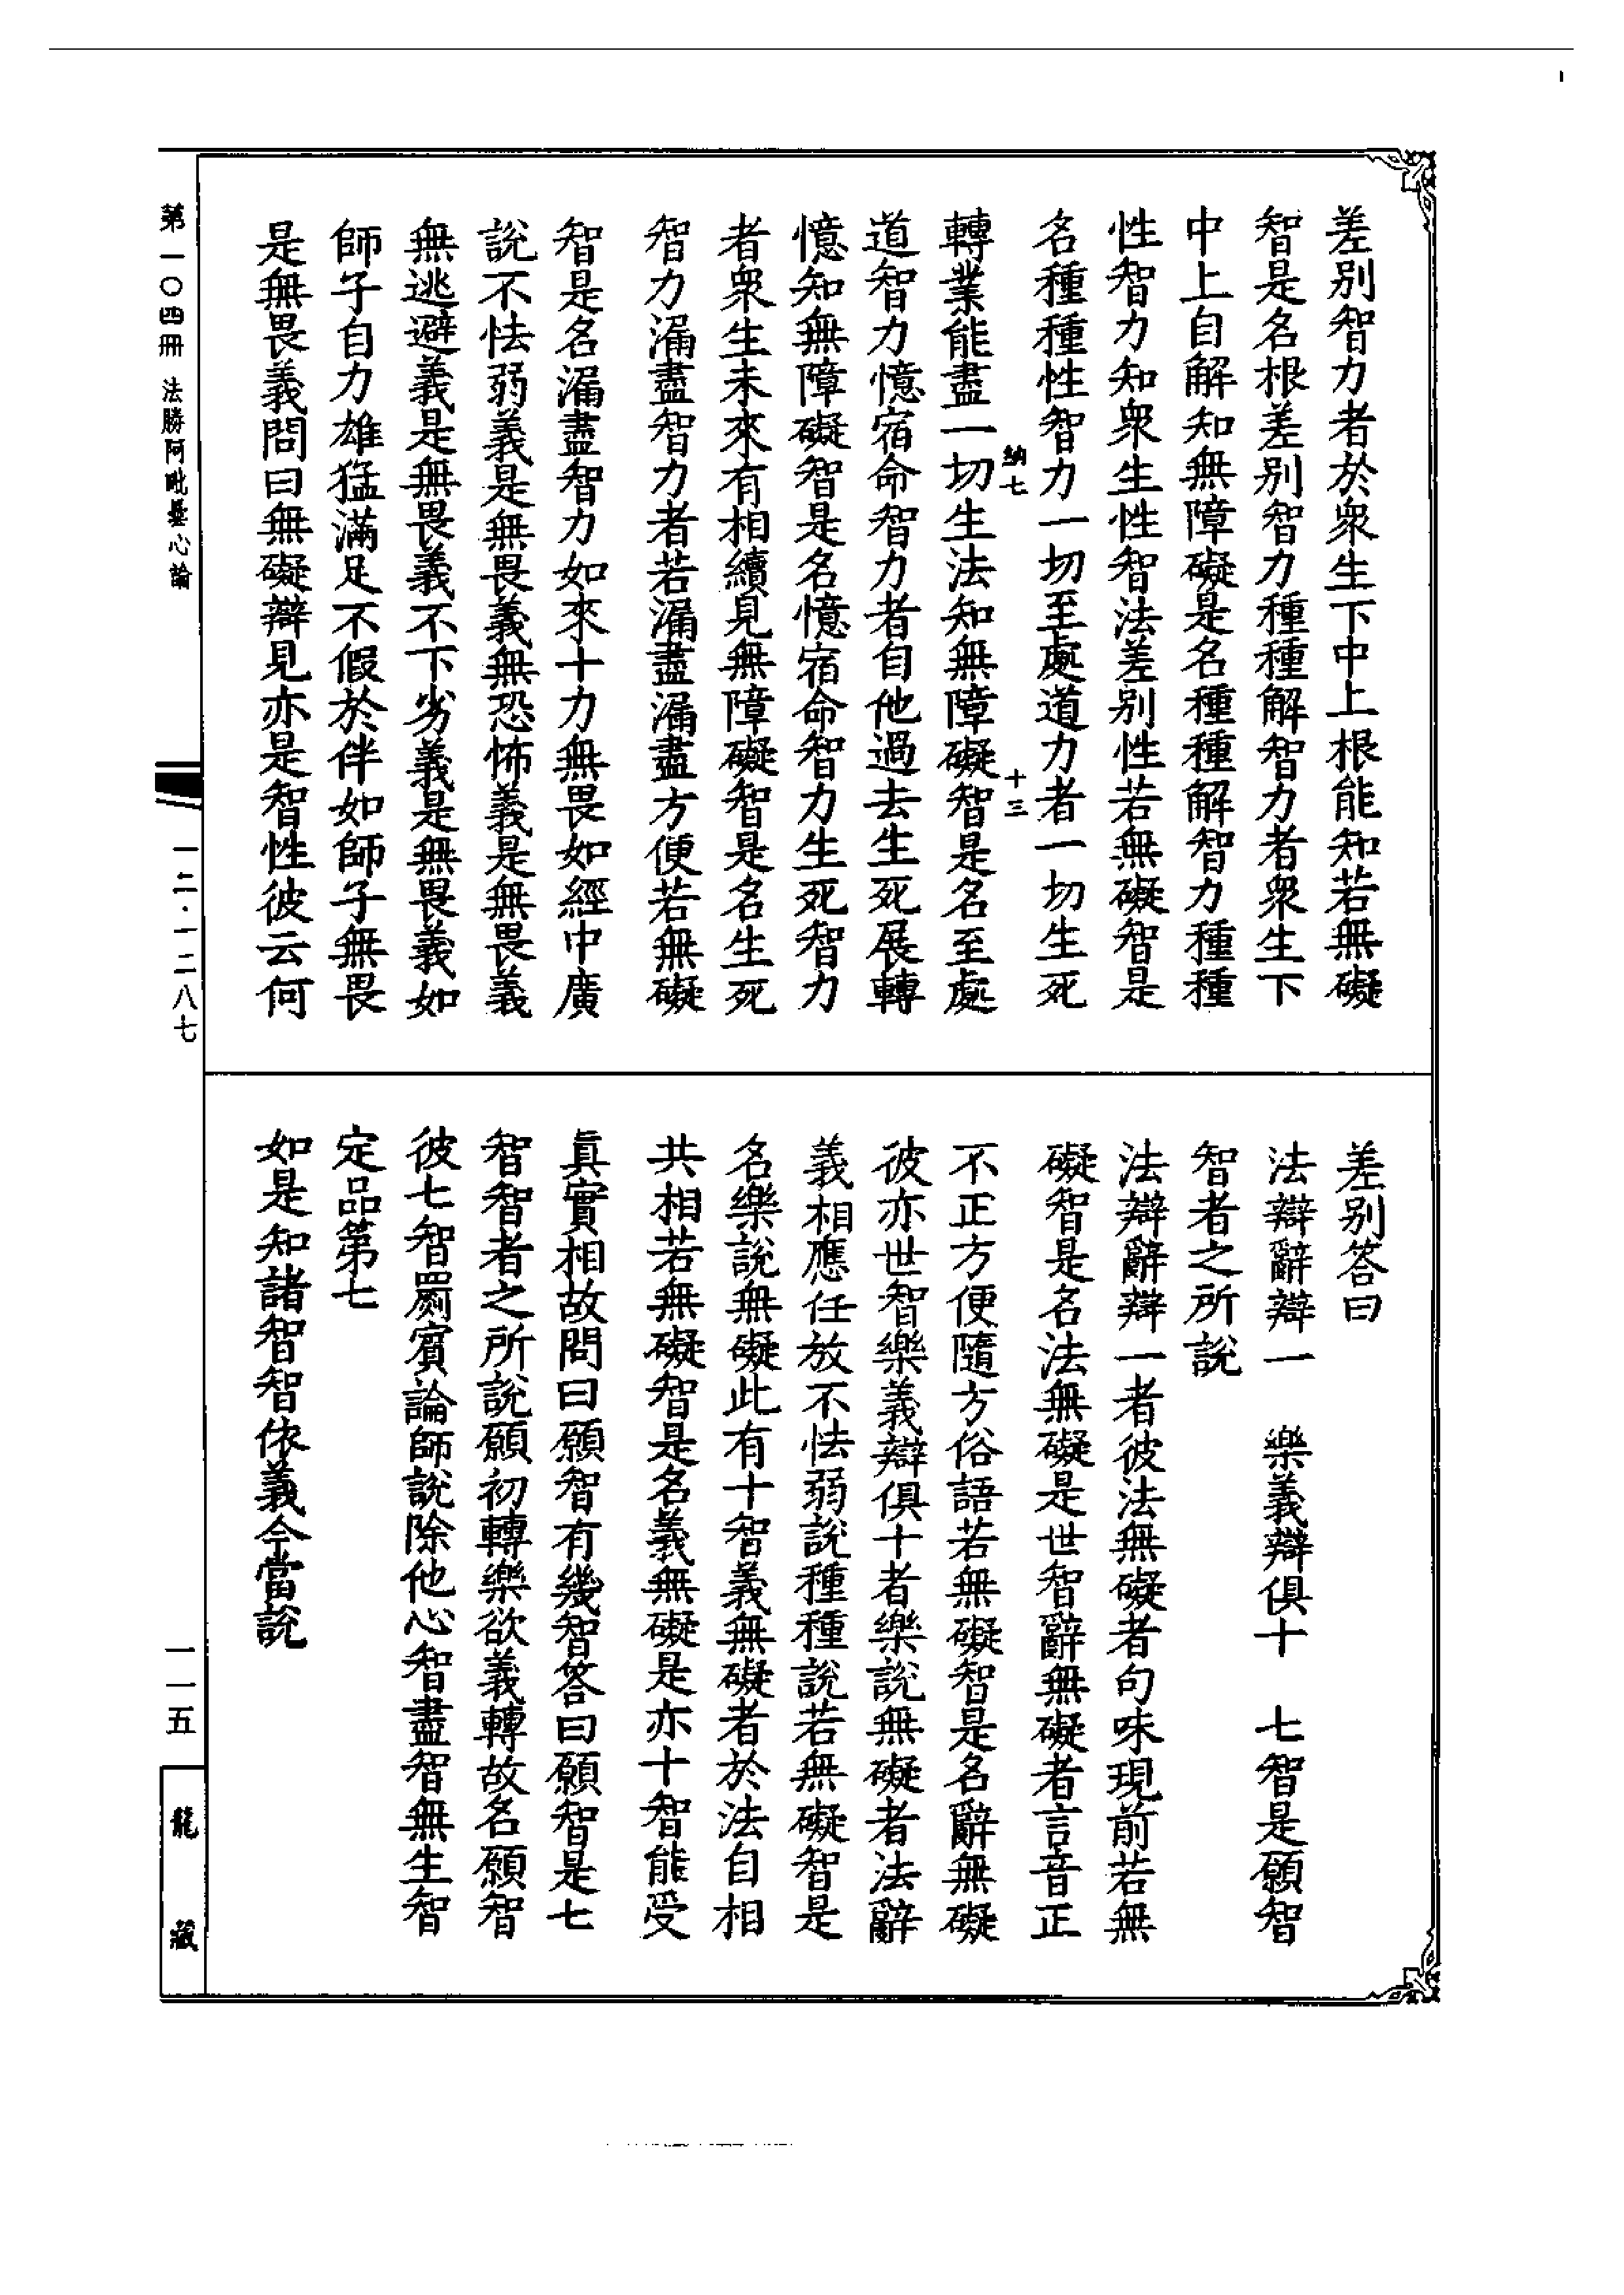 差別智力者於衆生下中上根能知若無礙
智是名根差別智力種種解智力者衆生下
中上自解知無障礙是名種種解智力種種
性智力知衆生性智法差別性若無礙智是
名種種性智力一切至處道力者一切生死
納七 十三
轉業能盡一切生法知無障礙智是名至處
道智力憶宿命智力者自他過去生死展轉
憶知無障礙智是名憶宿命智力生死智力
者衆生未來有相續見無障礙智是名生死
智力漏盡智力者若漏盡漏盡方便若無礙
智是名漏盡智力如來十力無畏如經中廣
說不怯弱義是無畏義無恐怖義是無畏義
無逃避義是無畏義不下劣義是無畏義如
師子自力雄猛滿足不假於伴如師子無畏
是無畏義問曰無礙辯見亦是智性彼云何
差別答曰
法辯辭辯一 樂義辯俱十 七智是願智
智者之所說
法辯辭辯一者彼法無礙者句味現前若無
礙智是名法無礙是世智辭無礙者言音正
不正方便隨方俗語若無礙智是名辭無礙
彼亦世智樂義辯俱十者樂說無礙者法辭
義相應任放不怯弱說種種說若無礙智是
名樂說無礙此有十智義無礙者於法自相
共相若無礙智是名義無礙是亦十智能受
眞實相故問曰願智有幾智答曰願智是七
智智者之所說願初轉樂欲義轉故名願智
彼七智罽賓論師說除他心智盡智無生智
定品第七
如是知諸智智依義今當說
第一〇四冊 法勝阿毗曇心論
一二·一二八七
一一五
龍藏